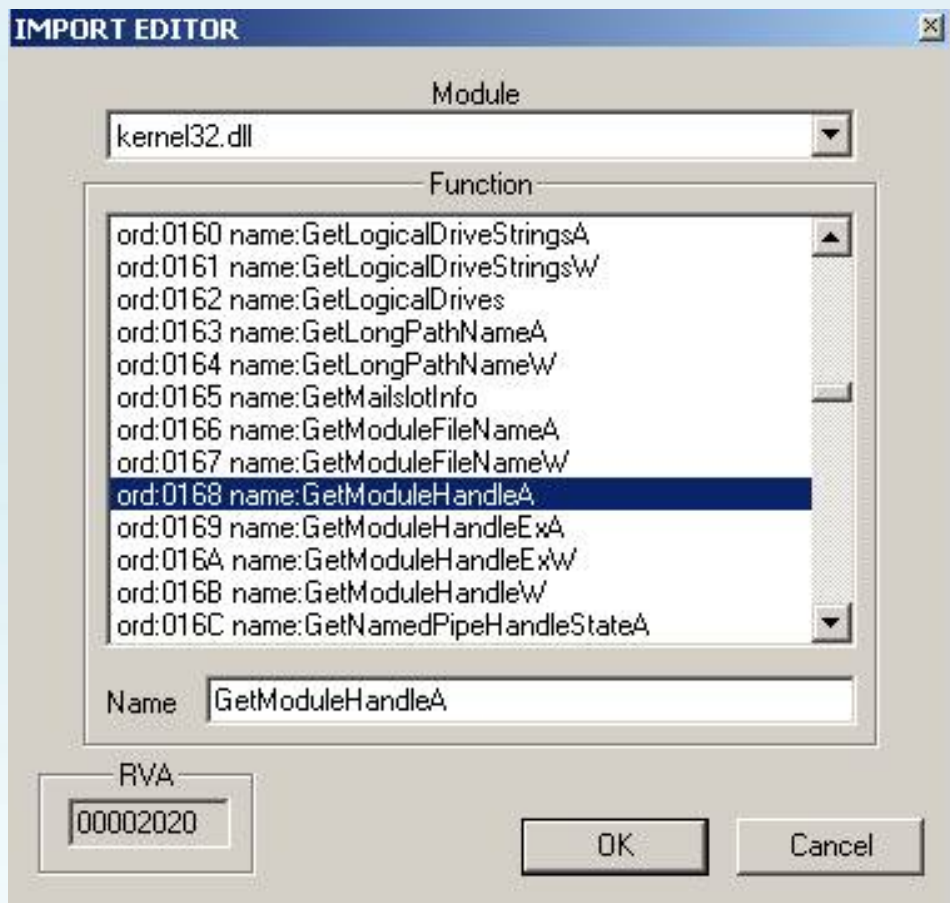 IMPORT EDITOR
Module
kernel32.dll
Function
ord:0160 name:GetLogicalDriveStringsA
ord:0161 name:GetLogicalDriveStringsW
ord:0162 name:GetLogicalDrives
ord:0163 name:GetLongPathNameA
ord:0164 name:GetLongPathNameW
ord:0165 name:GetMailslotInfo
ord:0166 name:GetModuleFileNameA
ord:0167 name:GetModuleFileNameW
ord:0168 name:GetModuleHandleA
ord:0169 name:GetModuleHandleExA
ord:016A name:GetModuleHandleExW
ord:016B name:GetModuleHandleW
ord:016C name:GetNamedPipeHandleStateA
Name GetModuleHandleA
RVA
00002020
OK Cancel